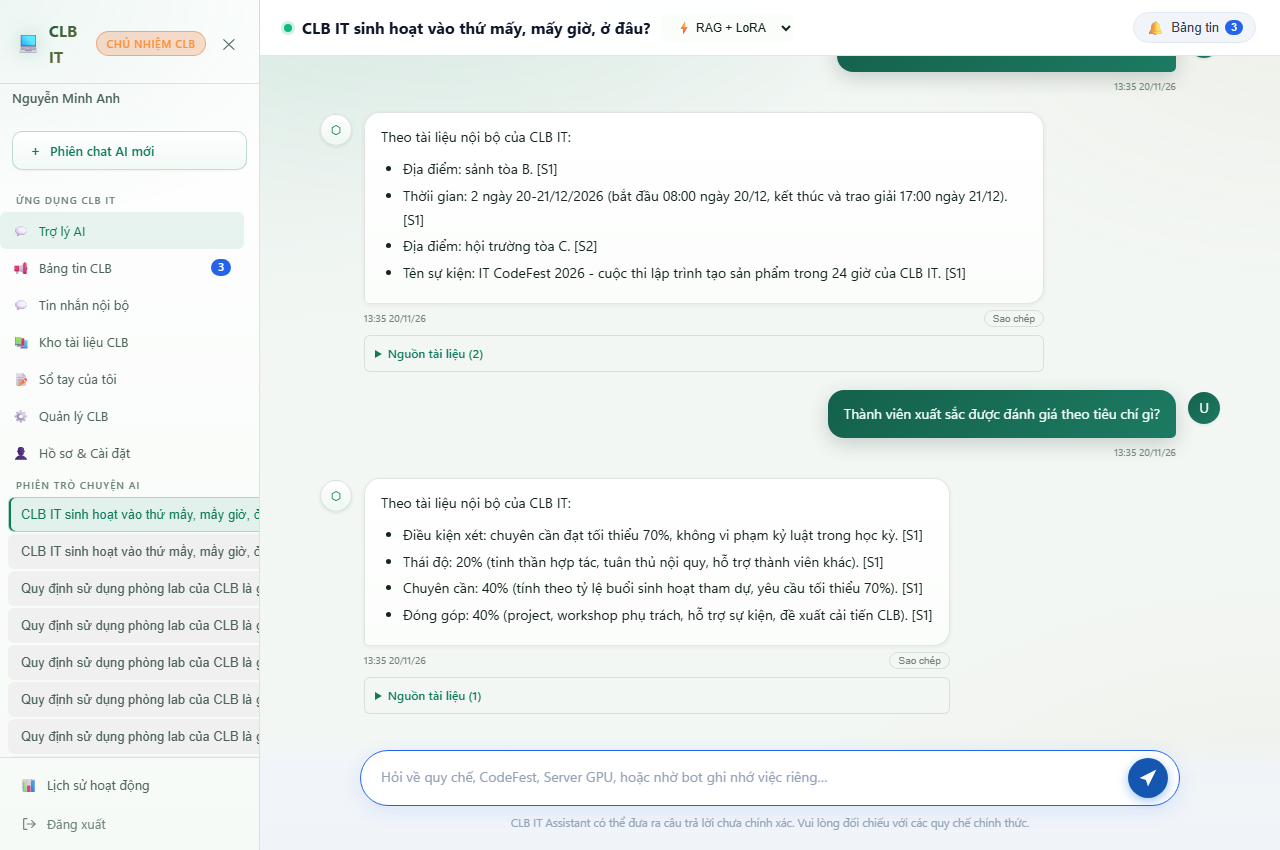 CLB IT
CHỦ NHIỆM CLB
Nguyễn Minh Anh
+ Phiên chat AI mới
ỨNG DỤNG CLB IT
Trợ lý AI
Bảng tin CLB 3
Tin nhắn nội bộ
Kho tài liệu CLB
Sổ tay của tôi
Quản lý CLB
Hồ sơ & Cài đặt
PHIÊN TRÒ CHUYỆN AI
CLB IT sinh hoạt vào thứ mấy, mấy giờ, ở
CLB IT sinh hoạt vào thứ mấy, mấy giờ, ở
Quy định sử dụng phòng lab của CLB là g
Quy định sử dụng phòng lab của CLB là g
Quy định sử dụng phòng lab của CLB là g
Quy định sử dụng phòng lab của CLB là g
Quy định sử dụng phòng lab của CLB là g
Lịch sử hoạt động
Đăng xuất
CLB IT sinh hoạt vào thứ mấy, mấy giờ, ở đâu?
RAG + LoRA
Bảng tin 3
13:35 20/11/26
Theo tài liệu nội bộ của CLB IT:
Địa điểm: sảnh tòa B. [S1]
Thờii gian: 2 ngày 20-21/12/2026 (bắt đầu 08:00 ngày 20/12, kết thúc và trao giải 17:00 ngày 21/12).
[S1]
Địa điểm: hội trường tòa C. [S2]
Tên sự kiện: IT CodeFest 2026 - cuộc thi lập trình tạo sản phẩm trong 24 giờ của CLB IT. [S1]
13:35 20/11/26
Sao chép
Nguồn tài liệu (2)
Thành viên xuất sắc được đánh giá theo tiêu chí gì?
U
13:35 20/11/26
Theo tài liệu nội bộ của CLB IT:
Điều kiện xét: chuyên cần đạt tối thiểu 70%, không vi phạm kỷ luật trong học kỳ. [S1]
Thái độ: 20% (tinh thần hợp tác, tuân thủ nội quy, hỗ trợ thành viên khác). [S1]
Chuyên cần: 40% (tính theo tỷ lệ buổi sinh hoạt tham dự, yêu cầu tối thiểu 70%). [S1]
Đóng góp: 40% (project, workshop phụ trách, hỗ trợ sự kiện, đề xuất cải tiến CLB). [S1]
13:35 20/11/26
Sao chép
Nguồn tài liệu (1)
Hỏi về quy chế, CodeFest, Server GPU, hoặc nhờ bot ghi nhớ việc riêng...
CLB IT Assistant có thể đưa ra câu trả lời chưa chính xác. Vui lòng đối chiếu với các quy chế chính thức.